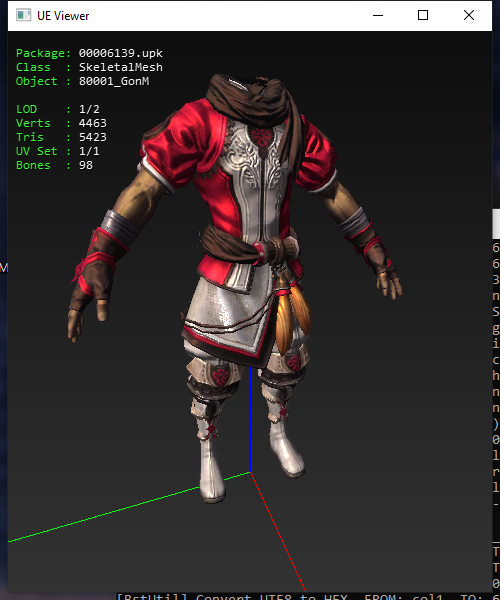 UE Viewer
Package: 00006139.upk
Class : SkeletalMesh
Object : 80001_GonM
LOD : 1/2
Verts : 4463
Tris : 5423
UV Set : 1/1
Bones : 98